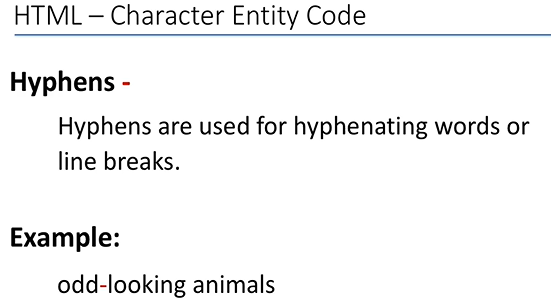 HTML – Character Entity Code
Hyphens -
Hyphens are used for hyphenating words or
line breaks.
Example:
odd-looking animals